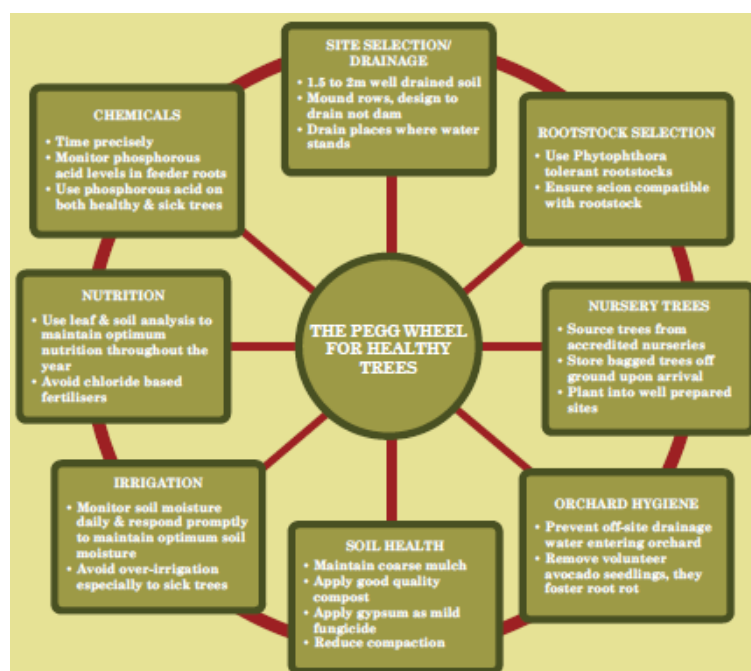 SITE SELECTION/
DRAINAGE
• 1.5 to 2m well drained soil
• Mound rows, design to
drain not dam
• Drain places where water
stands
ROOTSTOCK SELECTION
• Use Phytophthora
tolerant rootstocks
• Ensure scion compatible
with rootstock
NURSERY TREES
• Source trees from
accredited nurseries
• Store bagged trees off
ground upon arrival
• Plant into well prepared
sites
ORCHARD HYGIENE
• Prevent off-site drainage
water entering orchard
• Remove volunteer
avocado seedlings, they
foster root rot
SOIL HEALTH
• Maintain coarse mulch
• Apply good quality
compost
• Apply gypsum as mild
fungicide
• Reduce compaction
IRRIGATION
• Monitor soil moisture
daily & respond promptly
to maintain optimum soil
moisture
• Avoid over-irrigation
especially to sick trees
NUTRITION
• Use leaf & soil analysis to
maintain optimum
nutrition throughout the
year
• Avoid chloride based
fertilisers
CHEMICALS
• Time precisely
• Monitor phosphorous
acid levels in feeder roots
• Use phosphorous acid on
both healthy & sick trees
THE PEGG WHEEL
FOR HEALTHY
TREES